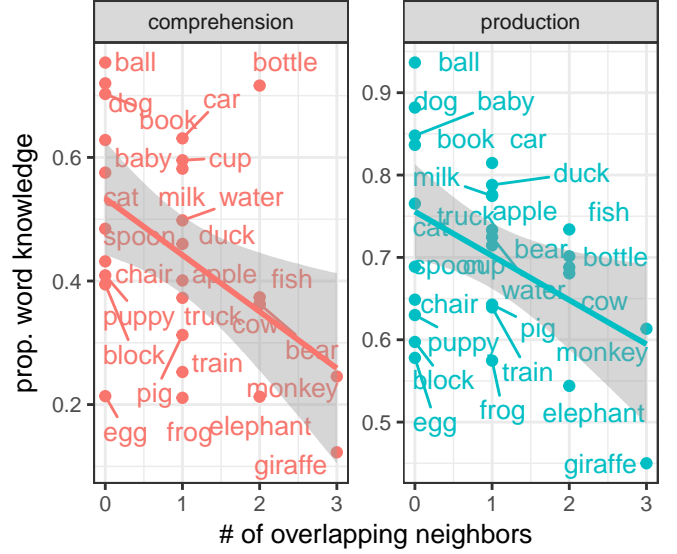 comprehension
production
ball
bottle
dog
car
book
baby
cup
cat
milk
water
spoon
duck
chair
apple
fish
puppy
truck
cow
block
bear
train
pig
monkey
egg
frog
elephant
giraffe
ball
dog
baby
book
car
milk
duck
truck
apple
fish
cat
bear
bottle
spoon
cup
water
cow
chair
pig
puppy
monkey
block
train
egg
frog
elephant
giraffe
0.6
0.4
0.2
0.9
0.8
0.7
0.6
0.5
0
1
2
3
0
1
2
3
prop. word knowledge
# of overlapping neighbors